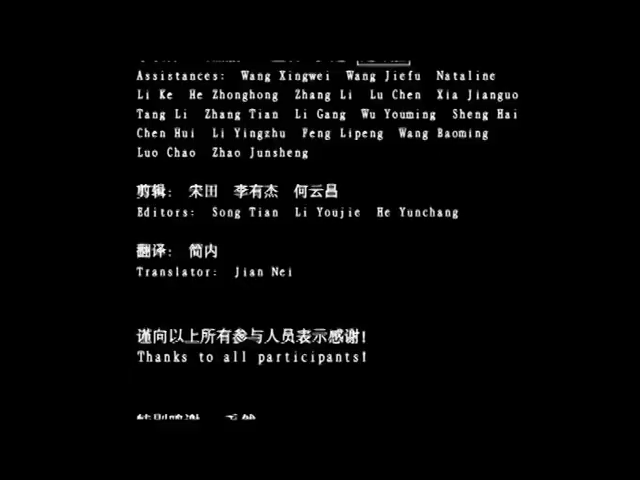 Assistances: Wang Xingwei Wang Jiefu Nataline
Li Ke He Zhonghong Zhang Li Lu Chen Xia Jianguo
Tang Li Zhang Tian Li Gang Wu Youming Sheng Hai
Chen Hui Li Yingzhu Peng Lipeng Wang Baoming
Luo Chao Zhao Junsheng
剪辑: 宋田 李有杰 何云昌
Editors: Song Tian Li Youjie He Yunchang
翻译: 简内
Translator: Jian Nei
谨向以上所有参与人员表示感谢!
Thanks to all participants!